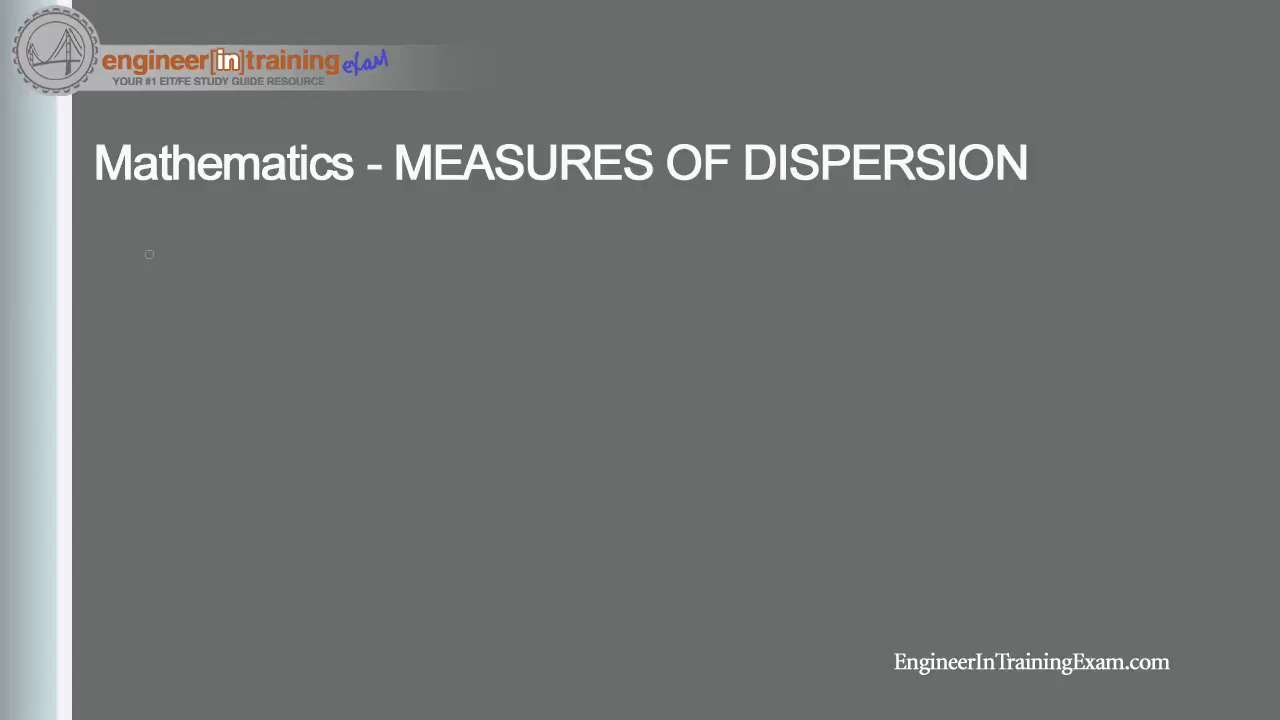 engineer[in]training exam
YOUR #1 EIT/FE STUDY GUIDE RESOURCE
Mathematics - MEASURES OF DISPERSION
EngineerInTrainingExam.com